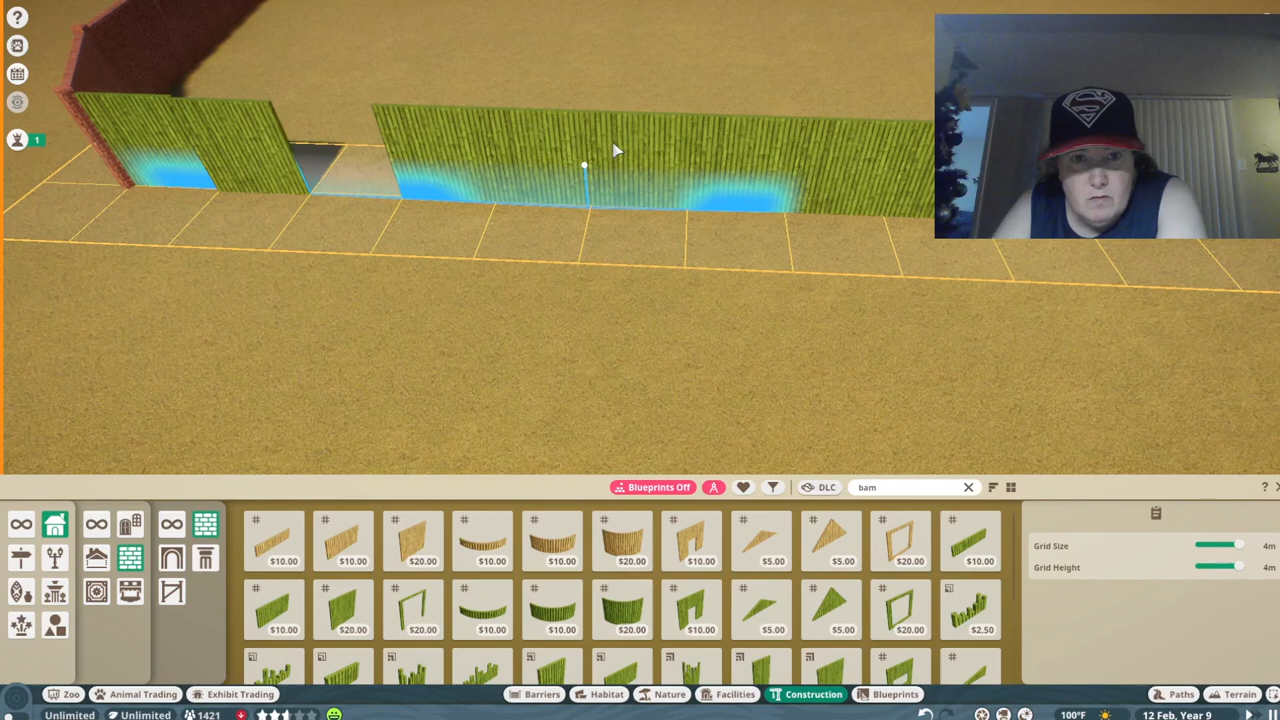 ?
1
Blueprints Off
DLC
bam
?
$10.00 $10.00 $20.00 $10.00 $10.00 $20.00 $10.00 $5.00 $5.00 $20.00 $10.00
$10.00 $20.00 $20.00 $10.00 $10.00 $20.00 $10.00 $5.00 $5.00 $20.00 $2.50
Grid Size 4m
Grid Height 4m
Zoo Animal Trading Exhibit Trading Barriers Habitat Nature Facilities Construction Blueprints Paths Terrain
Unlimited Unlimited 1421 100°F 12 Feb, Year 9